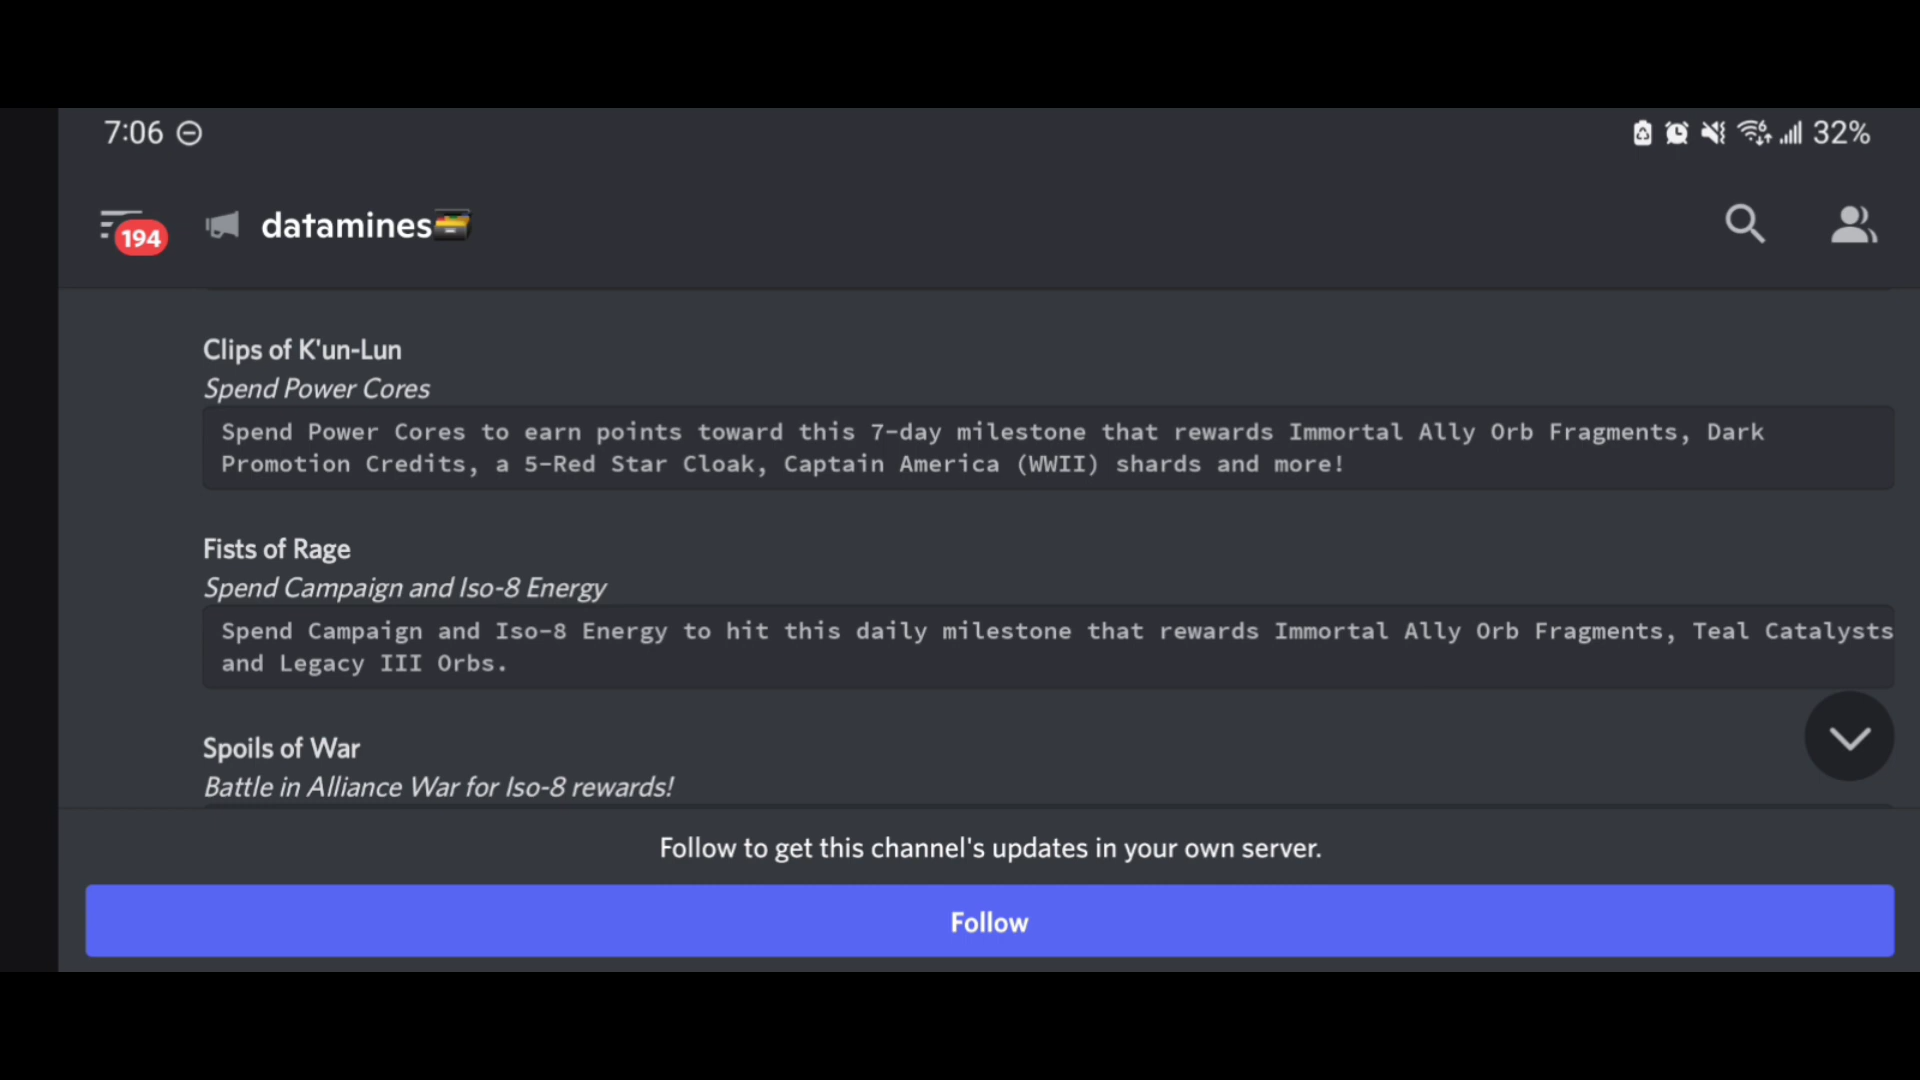 7:06
32%
194
datamines
Clips of K'un-Lun
Spend Power Cores
Spend Power Cores to earn points toward this 7-day milestone that rewards Immortal Ally Orb Fragments, Dark
Promotion Credits, a 5-Red Star Cloak, Captain America (WWII) shards and more!
Fists of Rage
Spend Campaign and Iso-8 Energy
Spend Campaign and Iso-8 Energy to hit this daily milestone that rewards Immortal Ally Orb Fragments, Teal Catalysts
and Legacy III Orbs.
Spoils of War
Battle in Alliance War for Iso-8 rewards!
Follow to get this channel's updates in your own server.
Follow